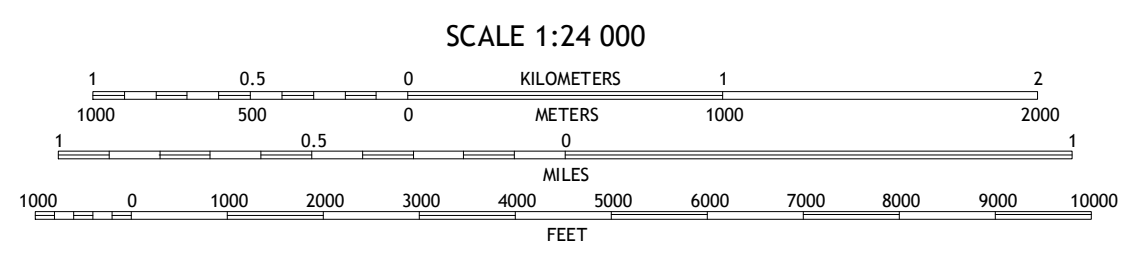 SCALE 1:24 000
1 0.5 0 KILOMETERS 1 2
1000 500 0 METERS 1000 2000
1 0.5 0 1
MILES
1000 0 1000 2000 3000 4000 5000 6000 7000 8000 9000 10000
FEET